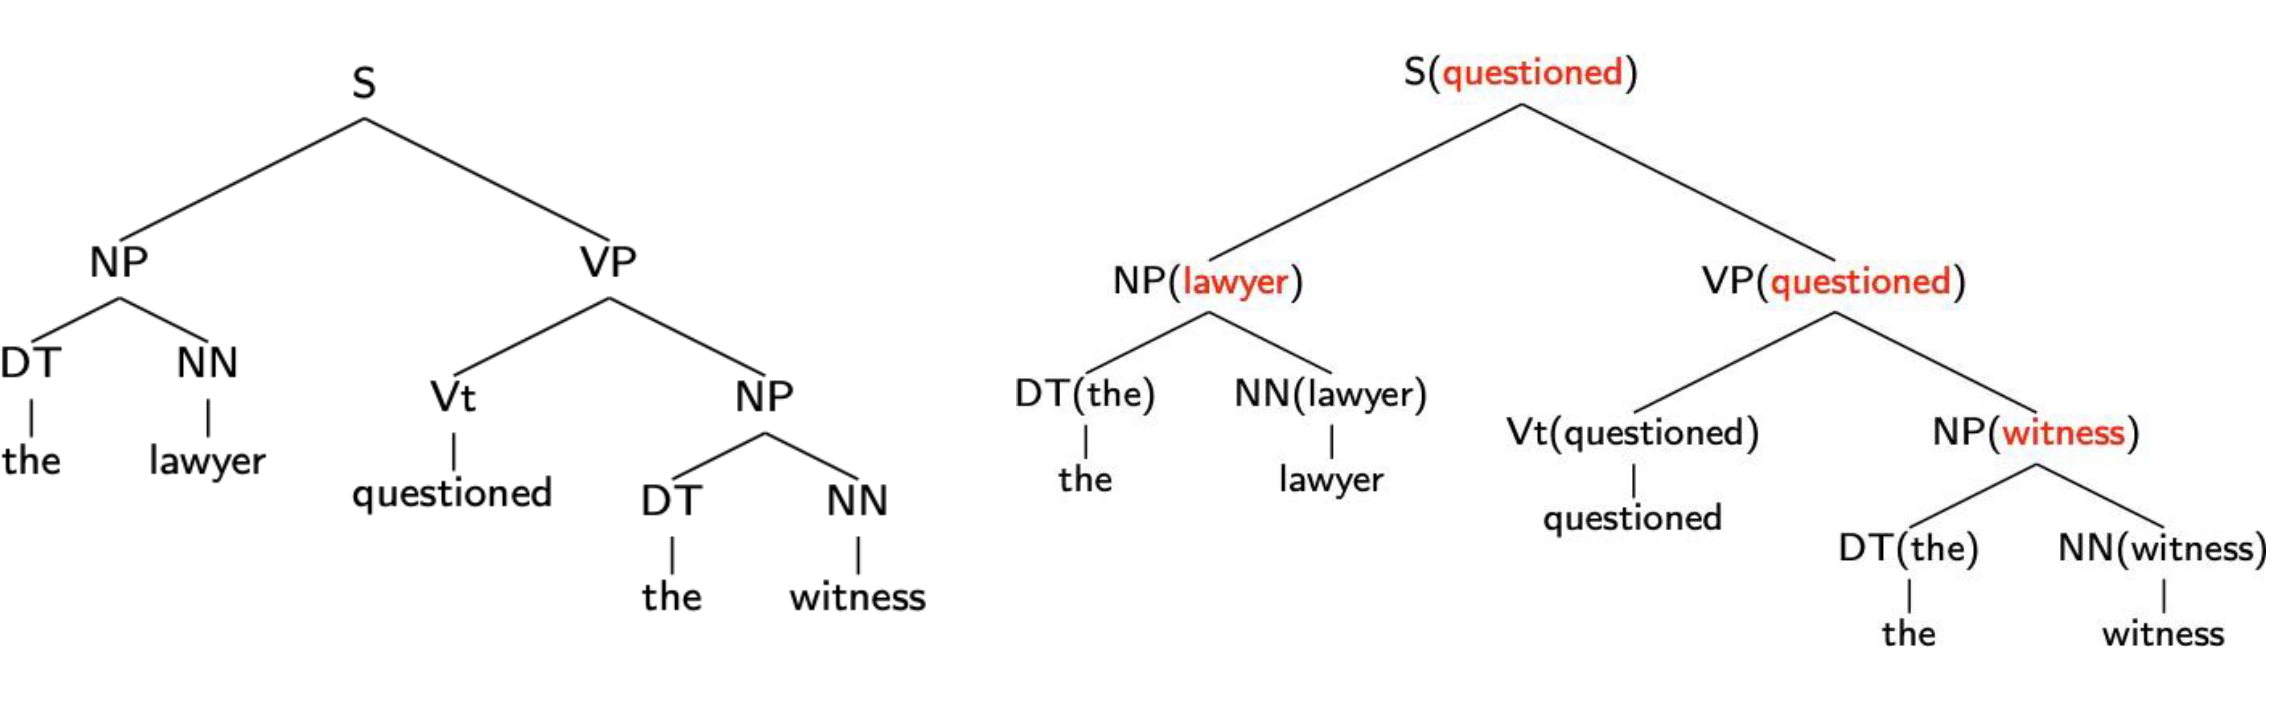 S
NP VP
DT NN Vt NP
the lawyer questioned DT NN
the witness
S(questioned)
NP(lawyer) VP(questioned)
DT(the) NN(lawyer) Vt(questioned) NP(witness)
the lawyer questioned DT(the) NN(witness)
the witness